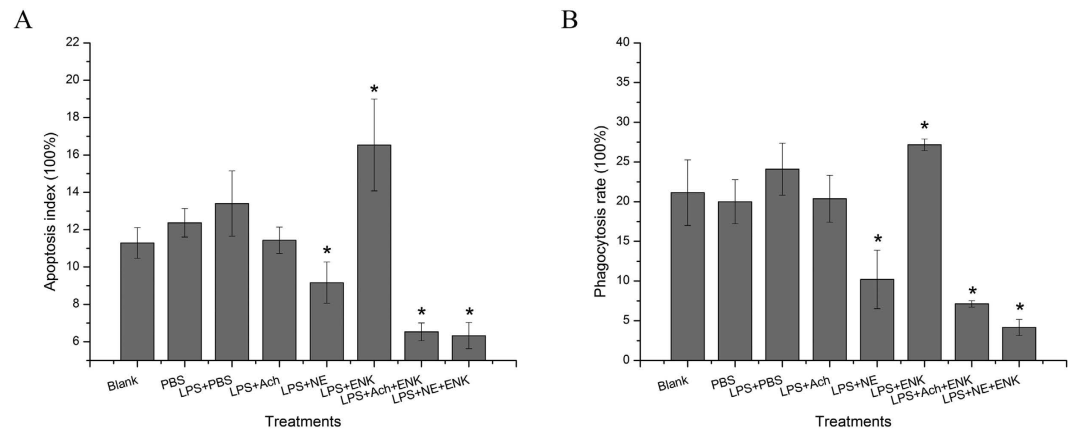 A
Apoptosis index (100%)
22
20
18
16
14
12
10
8
6
*
*
*
*
Blank
PBS
LPS+PBS
LPS+Ach
LPS+NE
LPS+ENK
LPS+Ach+ENK
LPS+NE+ENK
Treatments
B
Phagocytosis rate (100%)
40
35
30
25
20
15
10
5
0
*
*
*
*
Blank
PBS
LPS+PBS
LPS+Ach
LPS+NE
LPS+ENK
LPS+Ach+ENK
LPS+NE+ENK
Treatments